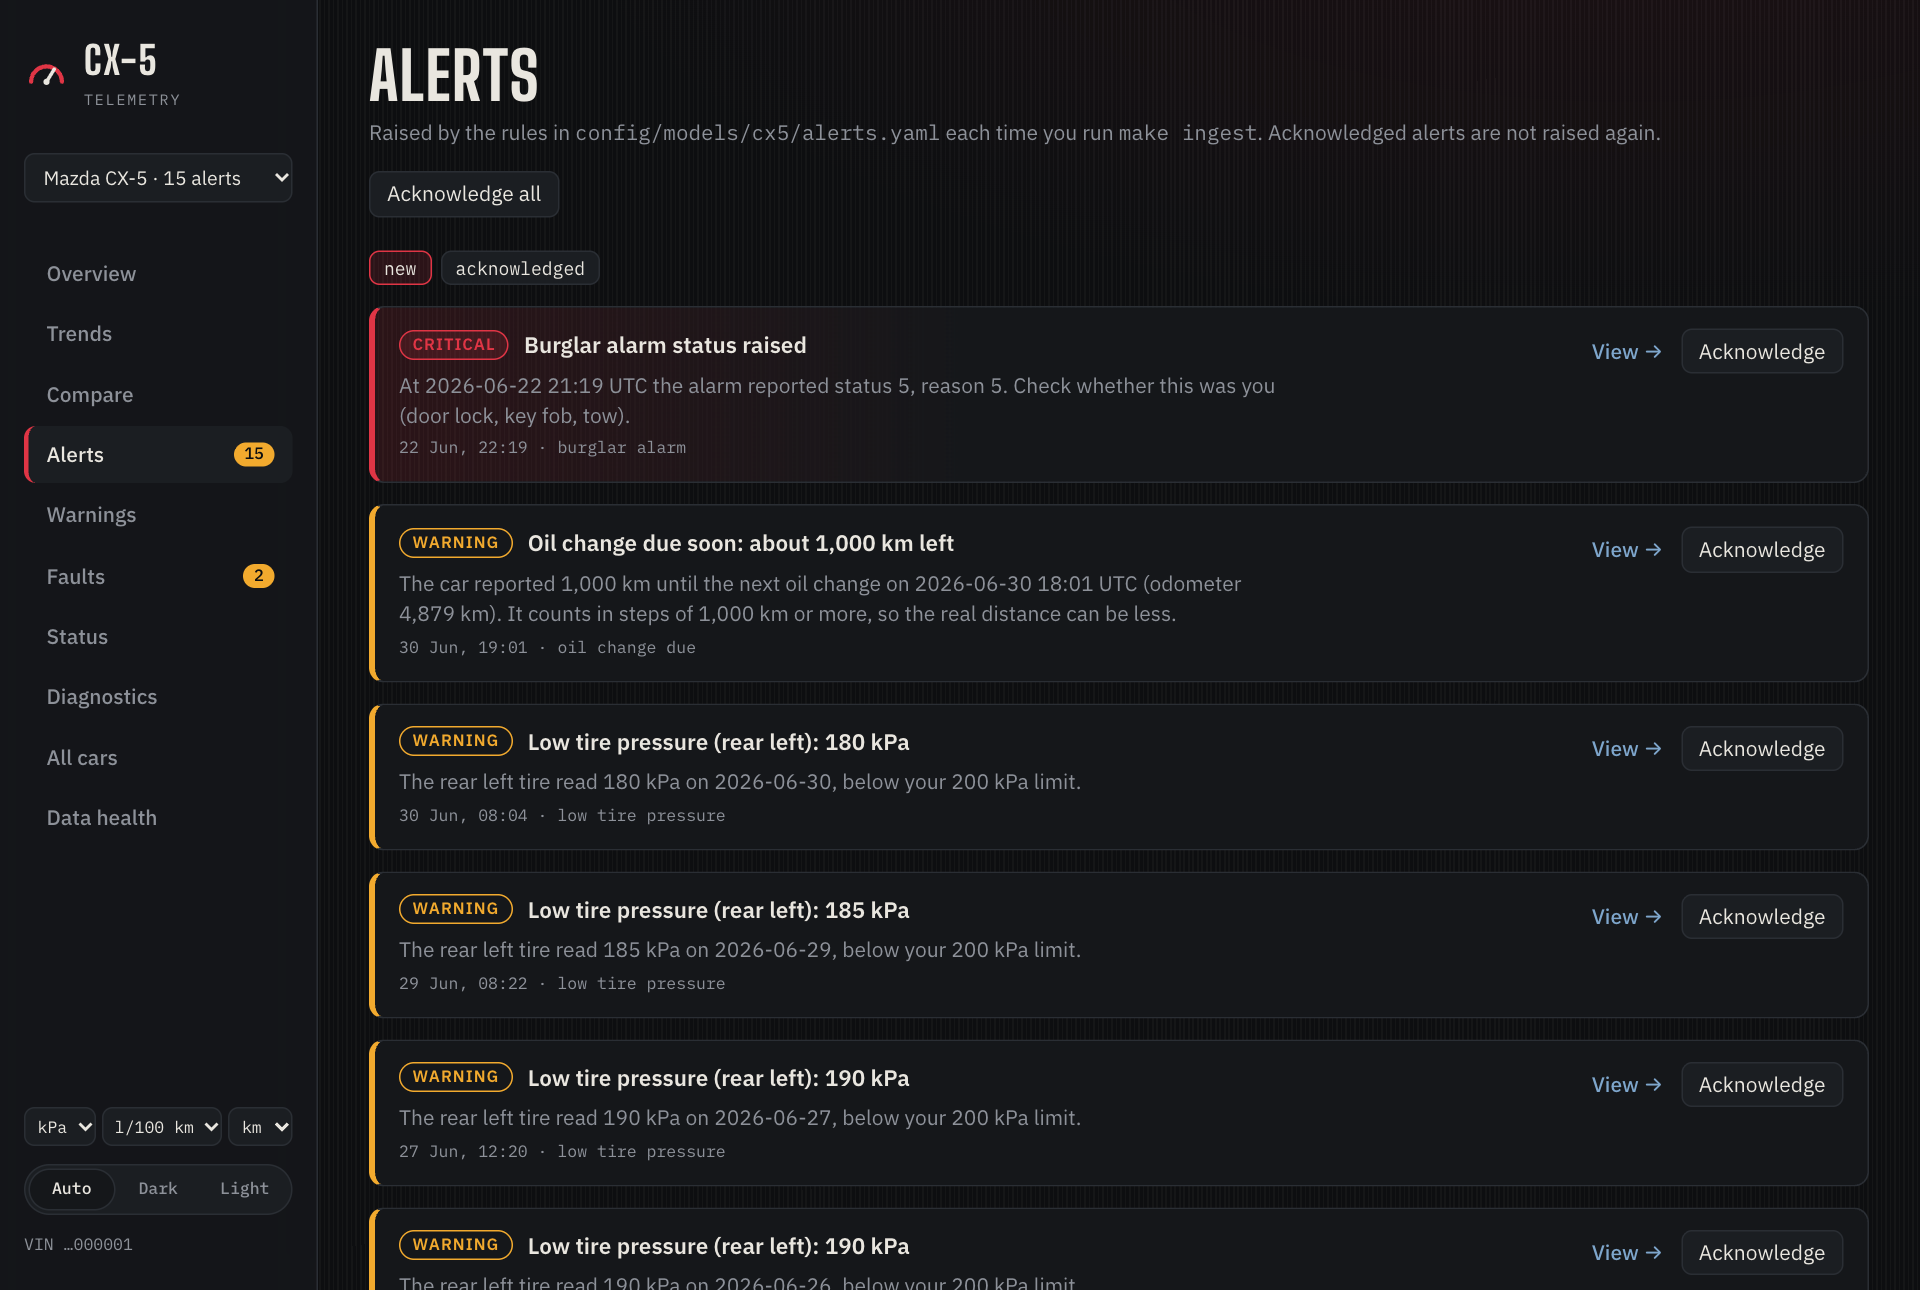 CX-5
TELEMETRY
Mazda CX-5 · 15 alerts
Overview
Trends
Compare
Alerts 15
Warnings
Faults 2
Status
Diagnostics
All cars
Data health
kPa l/100 km km
Auto Dark Light
VIN …000001
ALERTS
Raised by the rules in config/models/cx5/alerts.yaml each time you run make ingest. Acknowledged alerts are not raised again.
Acknowledge all
new acknowledged
CRITICAL Burglar alarm status raised View → Acknowledge
At 2026-06-22 21:19 UTC the alarm reported status 5, reason 5. Check whether this was you
(door lock, key fob, tow).
22 Jun, 22:19 · burglar alarm
WARNING Oil change due soon: about 1,000 km left View → Acknowledge
The car reported 1,000 km until the next oil change on 2026-06-30 18:01 UTC (odometer
4,879 km). It counts in steps of 1,000 km or more, so the real distance can be less.
30 Jun, 19:01 · oil change due
WARNING Low tire pressure (rear left): 180 kPa View → Acknowledge
The rear left tire read 180 kPa on 2026-06-30, below your 200 kPa limit.
30 Jun, 08:04 · low tire pressure
WARNING Low tire pressure (rear left): 185 kPa View → Acknowledge
The rear left tire read 185 kPa on 2026-06-29, below your 200 kPa limit.
29 Jun, 08:22 · low tire pressure
WARNING Low tire pressure (rear left): 190 kPa View → Acknowledge
The rear left tire read 190 kPa on 2026-06-27, below your 200 kPa limit.
27 Jun, 12:20 · low tire pressure
WARNING Low tire pressure (rear left): 190 kPa View → Acknowledge
The rear left tire read 190 kPa on 2026-06-26, below your 200 kPa limit.